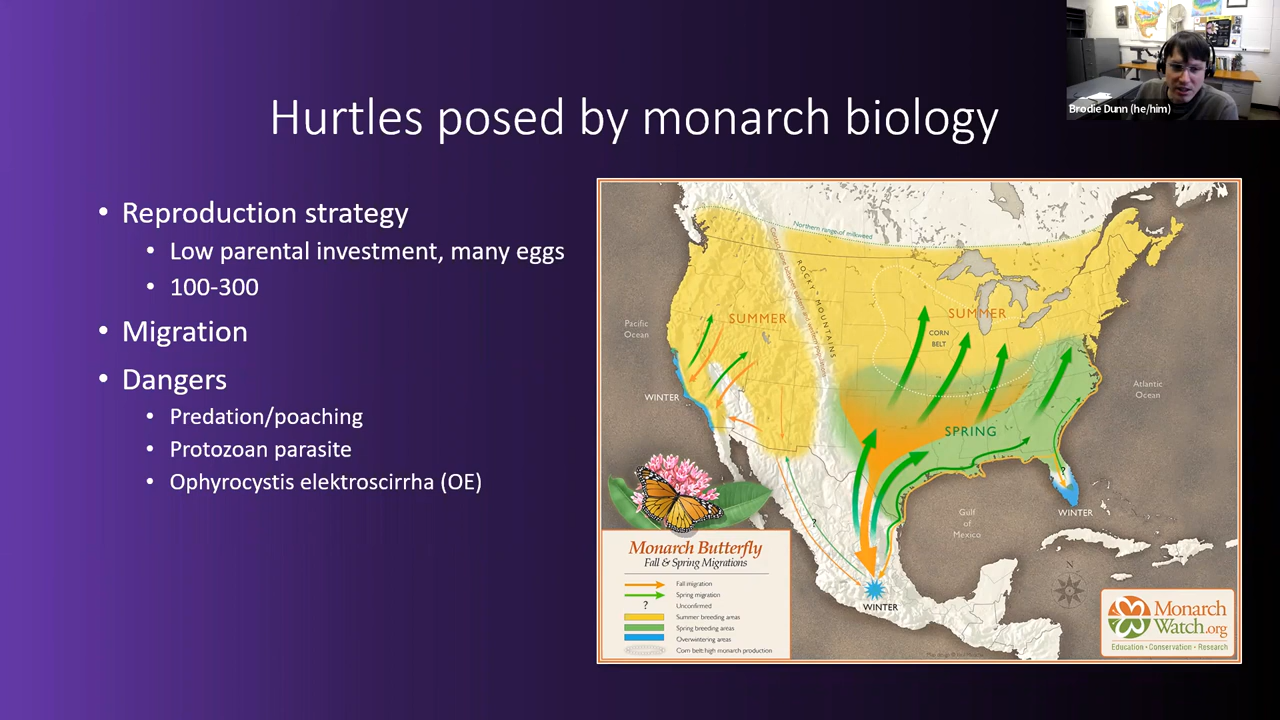 Hurtles posed by monarch biology
Brodie Dunn (he/him)
• Reproduction strategy
• Low parental investment, many eggs
• 100-300
• Migration
• Dangers
• Predation/poaching
• Protozoan parasite
• Ophyrocystis elektroscirrha (OE)
Northern range of milkweed
ROCKY MOUNTAINS
SUMMER
SUMMER
CORN
BELT
Pacific
Ocean
Atlantic
Ocean
WINTER
SPRING
?
WINTER
Gulf
of
Mexico
?
WINTER
N
Monarch Butterfly
Fall & Spring Migrations
Fall migration
Spring migration
? Unconfirmed
Summer breeding areas
Spring breeding areas
Overwintering areas
Corn belt: high monarch production
Monarch
Watch.org
Education • Conservation • Research